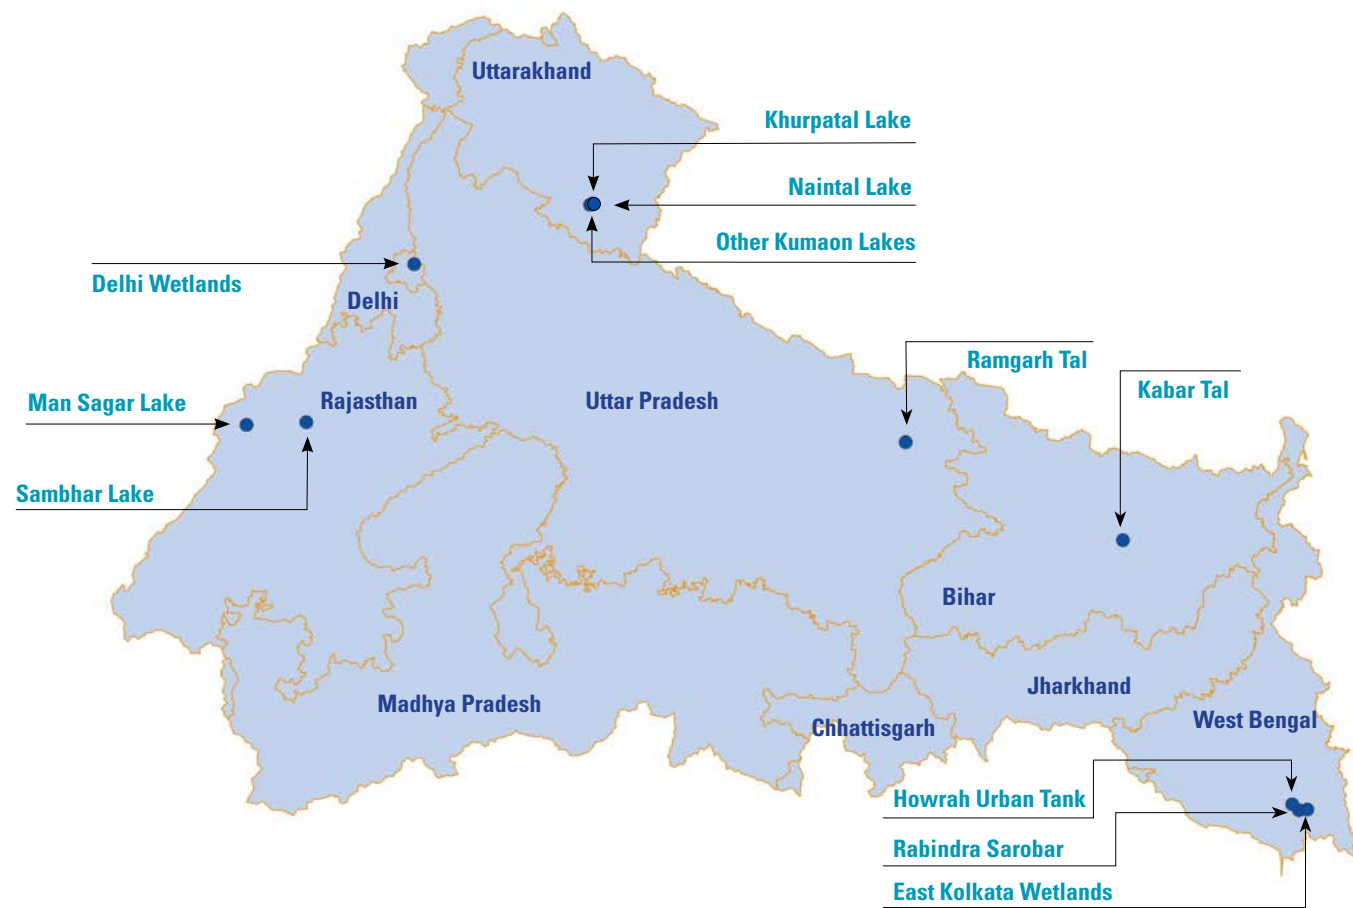 Uttarakhand
Khurpatal Lake
Naintal Lake
Other Kumaon Lakes
Delhi Wetlands
Delhi
Ramgarh Tal
Kabar Tal
Man Sagar Lake
Rajasthan
Uttar Pradesh
Sambhar Lake
Bihar
Jharkhand
Madhya Pradesh
Chhattisgarh
West Bengal
Howrah Urban Tank
Rabindra Sarobar
East Kolkata Wetlands